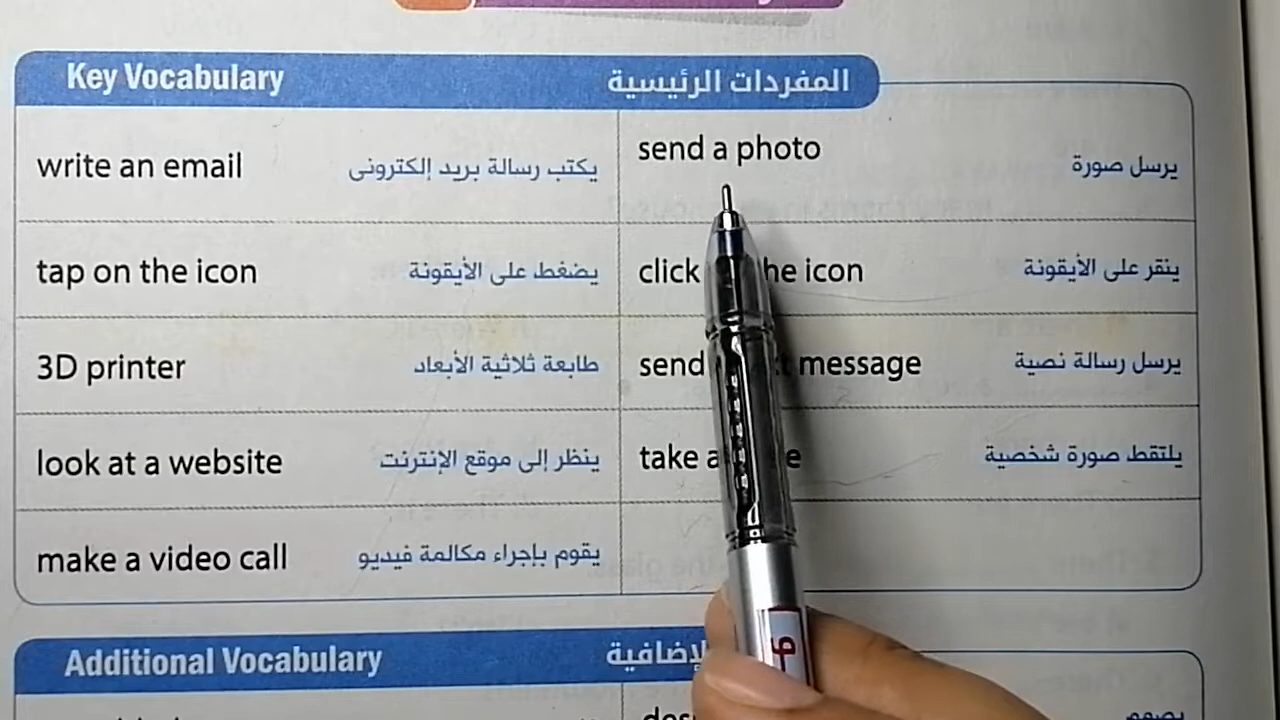 Key Vocabulary المفردات الرئيسية
write an email يكتب رسالة بريد إلكترونى
send a photo يرسل صورة
tap on the icon يضغط على الأيقونة
click the icon ينقر على الأيقونة
3D printer طابعة ثلاثية الأبعاد
send message يرسل رسالة نصية
look at a website ينظر إلى موقع الإنترنت
take a يلتقط صورة شخصية
make a video call يقوم بإجراء مكالمة فيديو
Additional Vocabulary